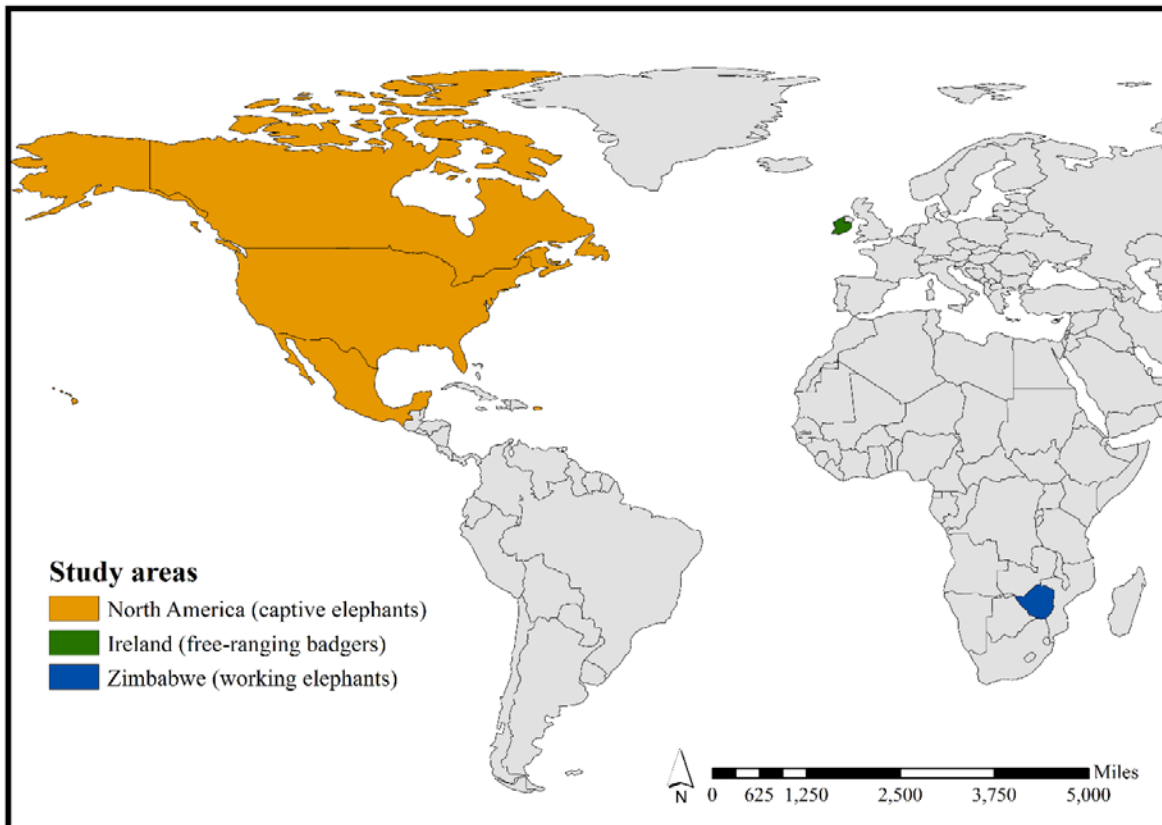 Study areas
North America (captive elephants)
Ireland (free-ranging badgers)
Zimbabwe (working elephants)
N
Miles
0 625 1,250 2,500 3,750 5,000